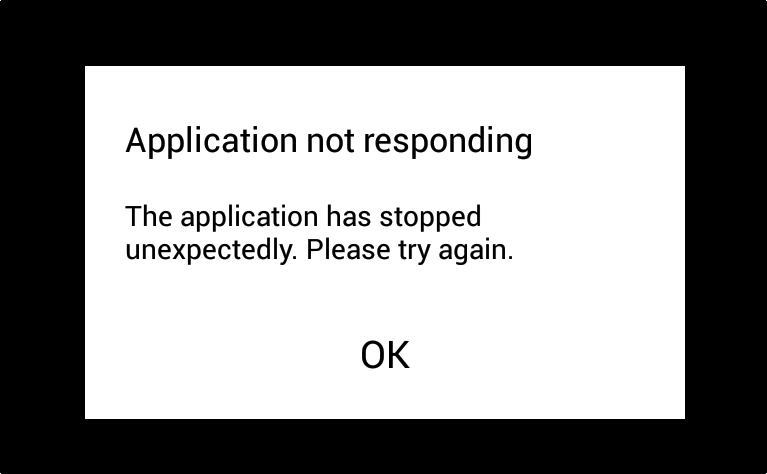 Application not responding
The application has stopped
unexpectedly. Please try again.
OK